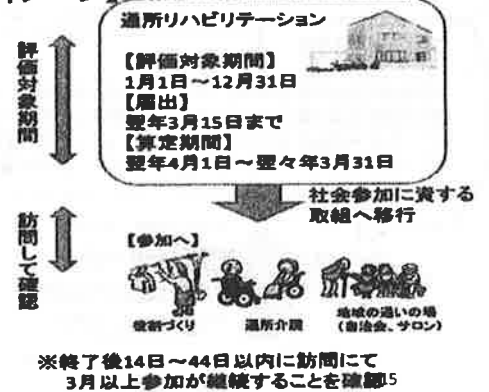 通所リハビリテーション
評価対象期間
【評価対象期間】
1月1日～12月31日
【届出】
翌年3月15日まで
【算定期間】
翌年4月1日～翌々年3月31日
社会参加に資する
取組へ移行
訪問して確認
【参加へ】
役割づくり
通所介護
地域の通いの場
(自治会、サロン)
※終了後14日～44日以内に訪問にて
3月以上参加が継続することを確認15